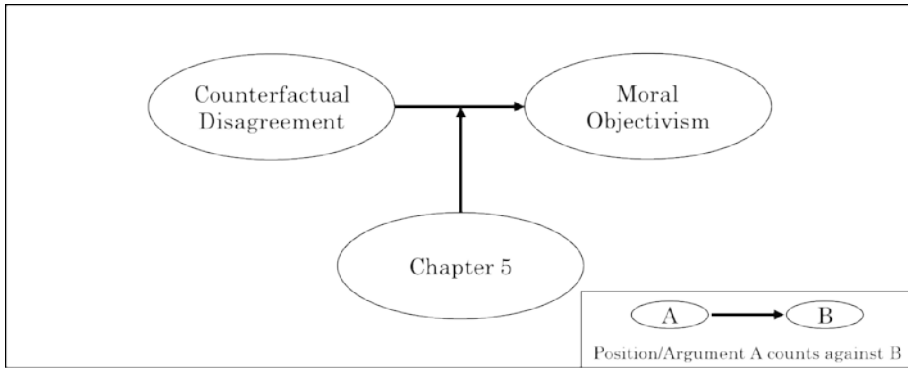 Counterfactual
Disagreement
Moral
Objectivism
Chapter 5
A
B
Position/Argument A counts against B